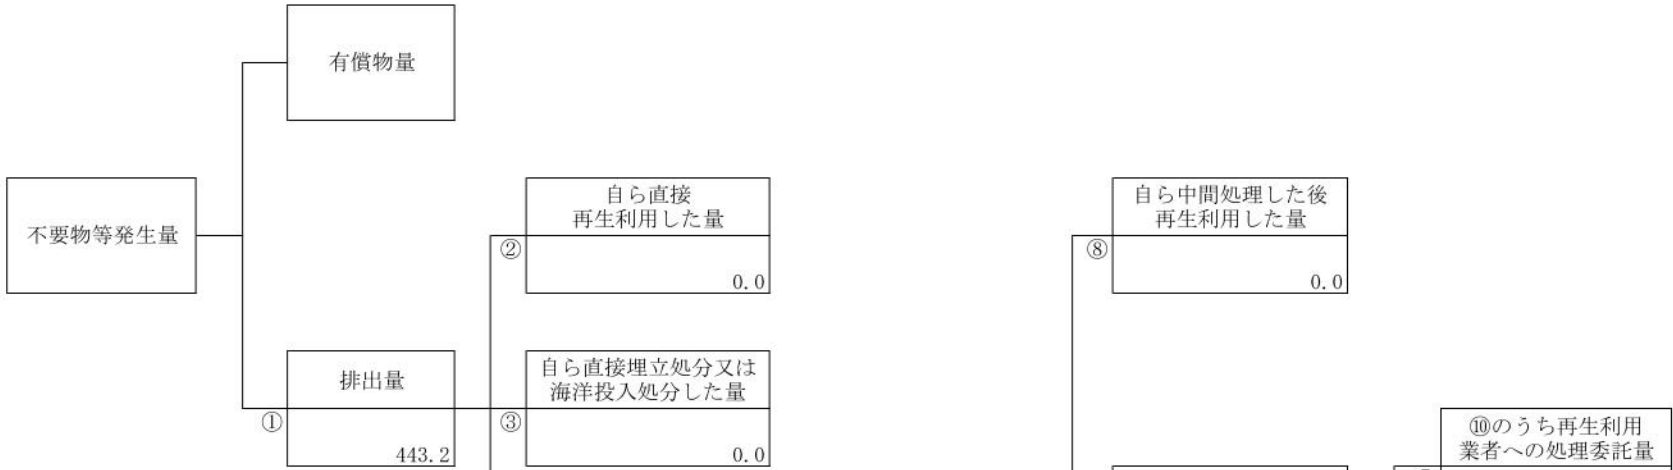 有償物量
不要物等発生量
自ら直接
再生利用した量
②
0.0
自ら中間処理した後
再生利用した量
⑧
0.0
排出量
①
443.2
自ら直接埋立処分又は
海洋投入処分した量
③
0.0
⑩のうち再生利用
業者への処理委託量